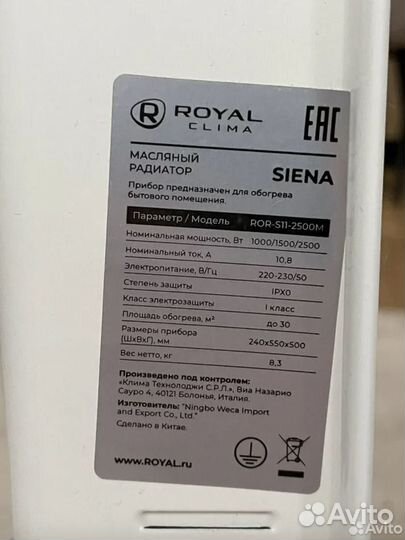 R ROYAL
CLIMA
EAC
МАСЛЯНЫЙ
РАДИАТОР
SIENA
Прибор предназначен для обогрева
бытового помещения.
Параметр / Модель ROR-S11-2500M
Номинальная мощность, Вт 1000/1500/2500
Номинальный ток, А 10,8
Электропитание, В/Гц 220-230/50
Степень защиты IPX0
Класс электрозащиты I класс
Площадь обогрева, м² до 30
Размеры прибора
(ШxВxГ), мм 240x550x500
Вес нетто, кг 8,3
Произведено под контролем:
«Клима Технолоджи С.Р.Л.», Виа Назарио
Сауро 4, 40121 Болонья, Италия.
Изготовитель: "Ningbo Weca Import
and Export Co., Ltd."
Сделано в Китае.
www.ROYAL.ru
Avito
Avito